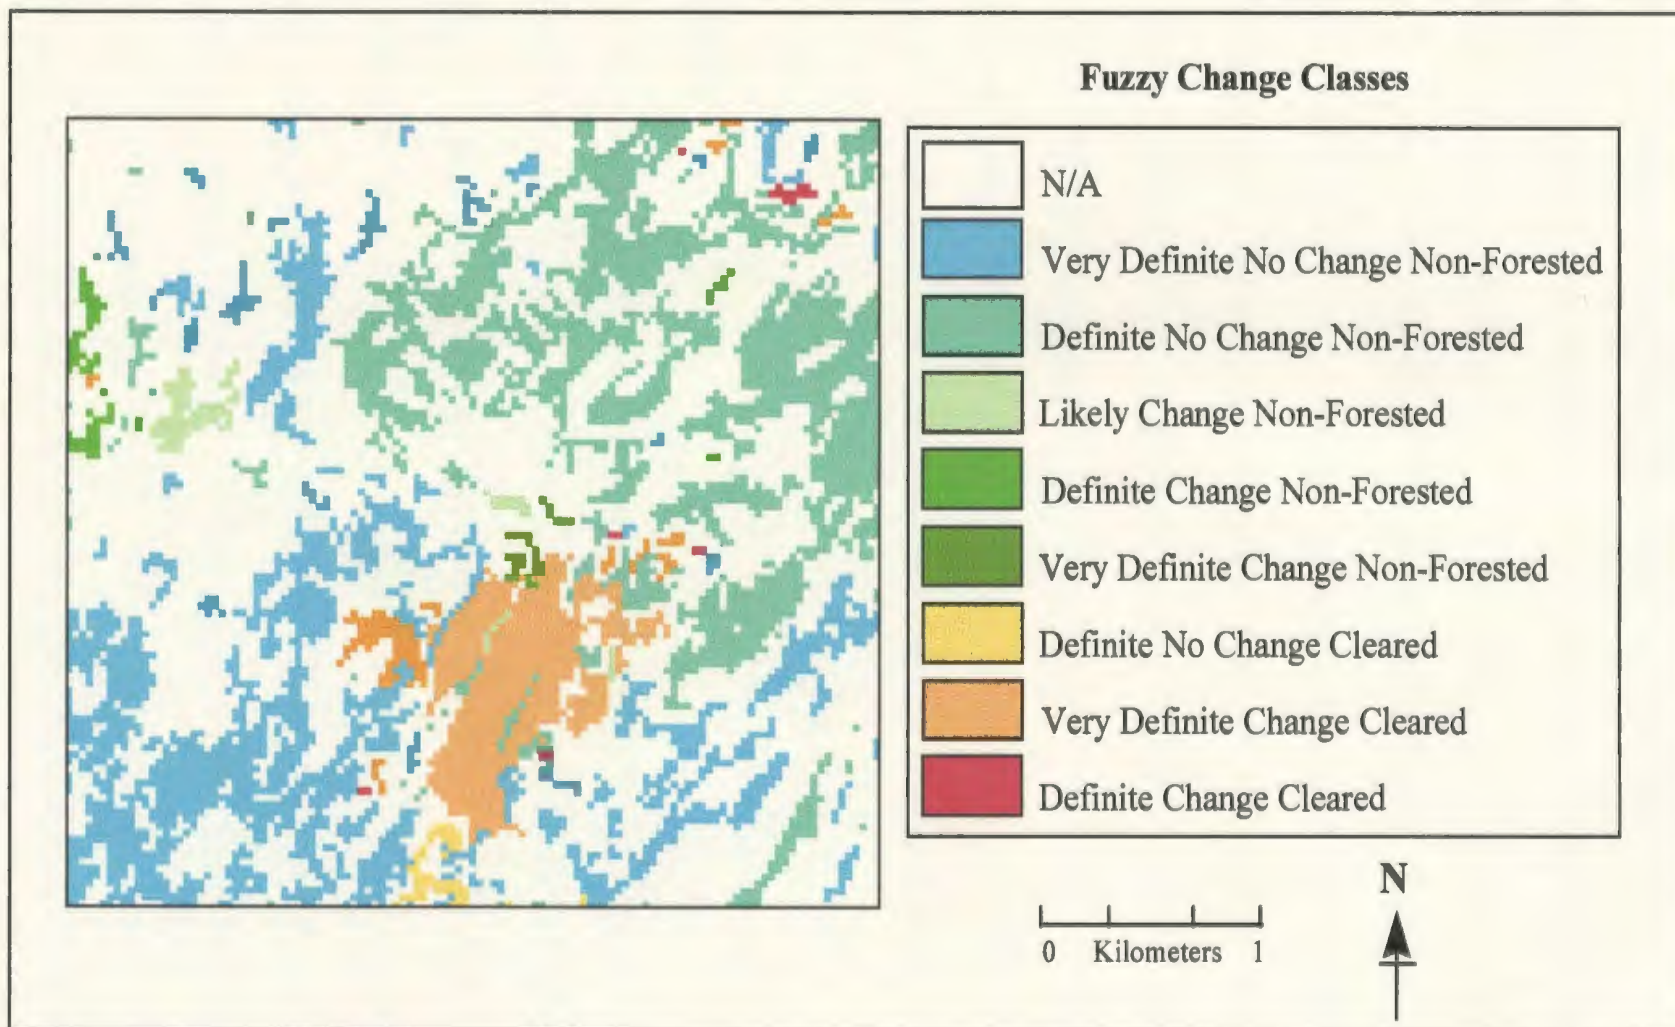 Fuzzy Change Classes
N/A
Very Definite No Change Non-Forested
Definite No Change Non-Forested
Likely Change Non-Forested
Definite Change Non-Forested
Very Definite Change Non-Forested
Definite No Change Cleared
Very Definite Change Cleared
Definite Change Cleared
N
0 Kilometers 1